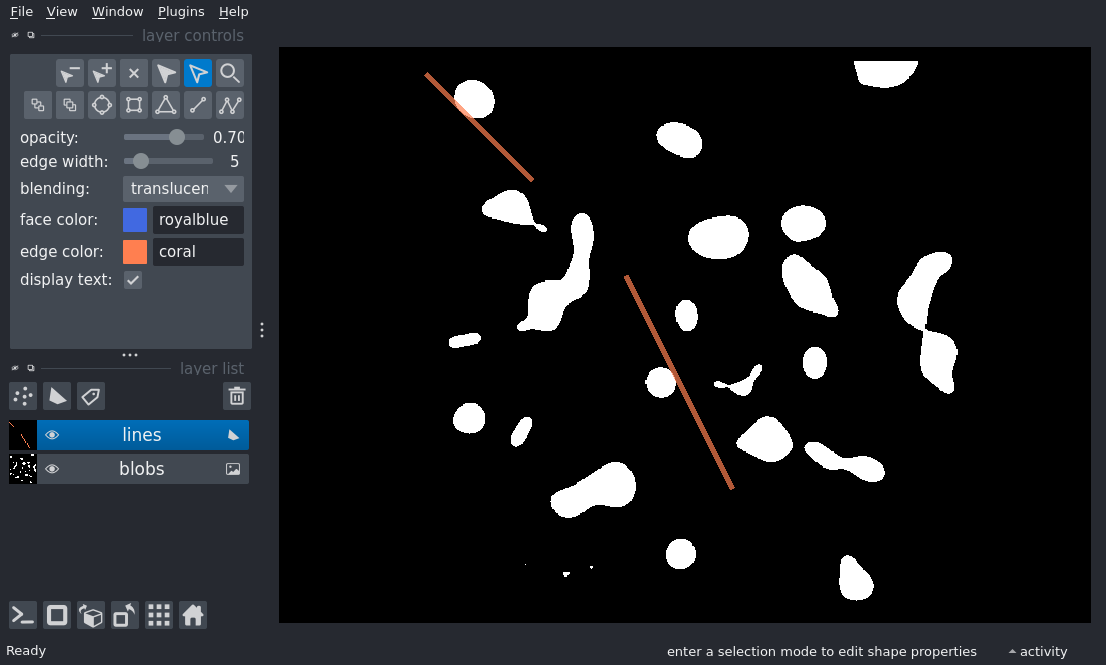 File View Window Plugins Help
layer controls
opacity: 0.70
edge width: 5
blending: translucen
face color: royalblue
edge color: coral
display text:
layer list
lines
blobs
Ready
enter a selection mode to edit shape properties
activity